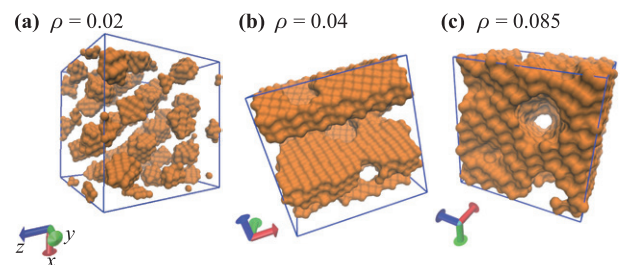 (a) ρ = 0.02
(b) ρ = 0.04
(c) ρ = 0.085
z
y
x